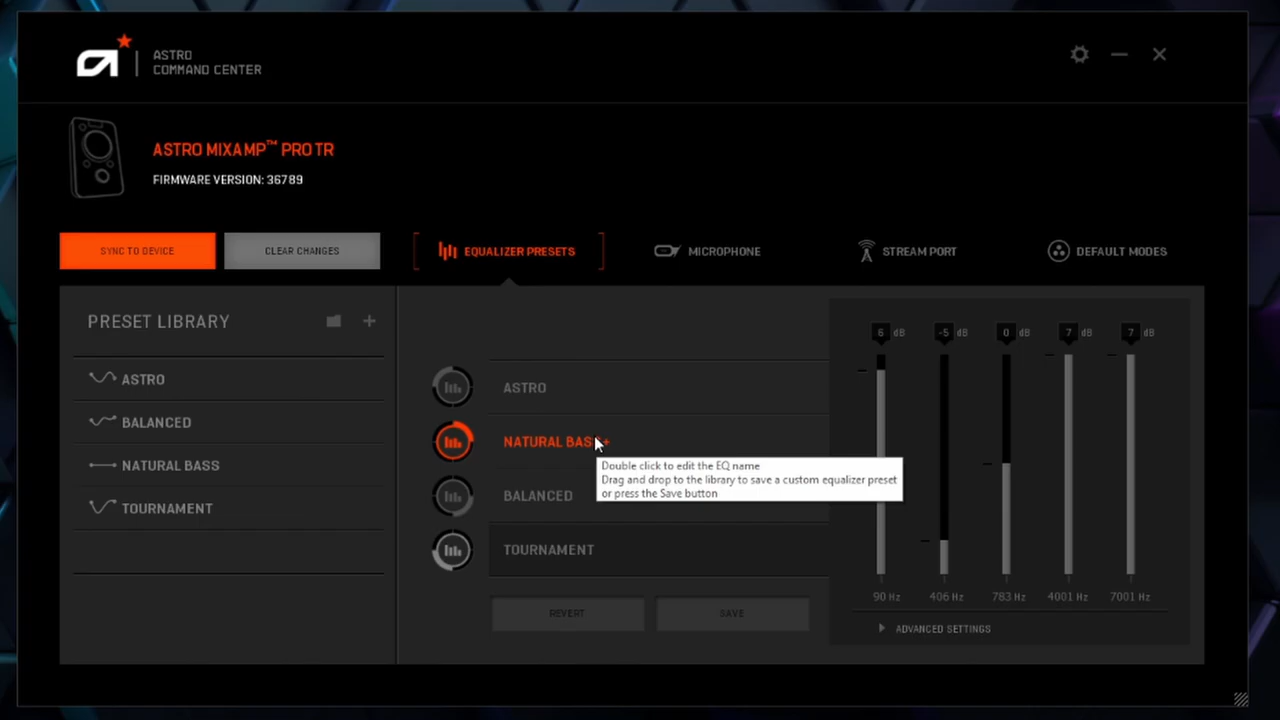 ASTRO
COMMAND CENTER
ASTRO MIXAMP™ PRO TR
FIRMWARE VERSION: 36789
SYNC TO DEVICE
CLEAR CHANGES
EQUALIZER PRESETS
MICROPHONE
STREAM PORT
DEFAULT MODES
PRESET LIBRARY
ASTRO
BALANCED
NATURAL BASS
TOURNAMENT
ASTRO
NATURAL BASS+
Double click to edit the EQ name
Drag and drop to the library to save a custom equalizer preset
or press the Save button
BALANCED
TOURNAMENT
REVERT
SAVE
6 dB -5 dB 0 dB 7 dB 7 dB
90 Hz 406 Hz 783 Hz 4001 Hz 7001 Hz
ADVANCED SETTINGS